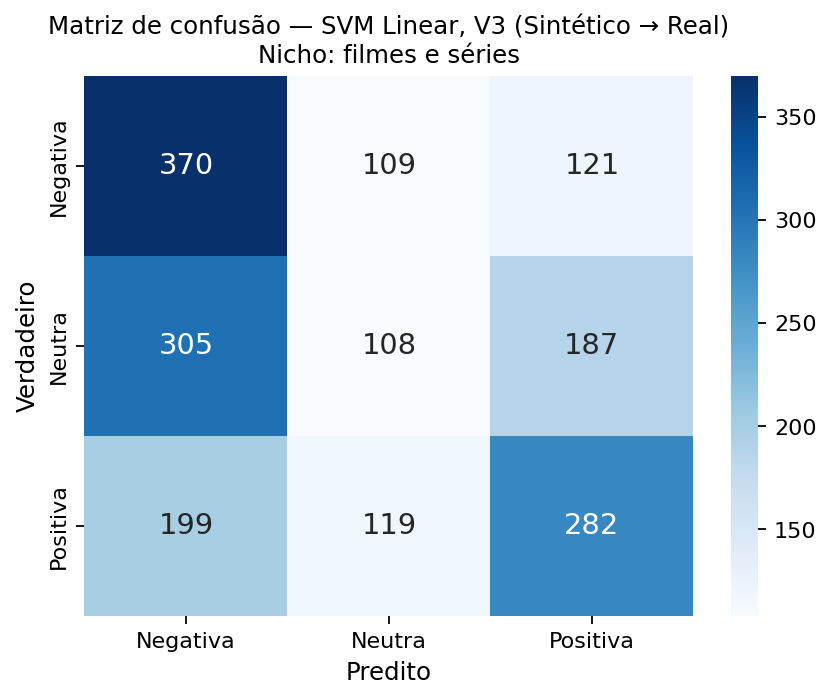 Matriz de confusão — SVM Linear, V3 (Sintético → Real)
Nicho: filmes e séries
Verdadeiro
Negativa
370 109 121
Neutra
305 108 187
Positiva
199 119 282
Negativa Neutra Positiva
Predito
350
300
250
200
150